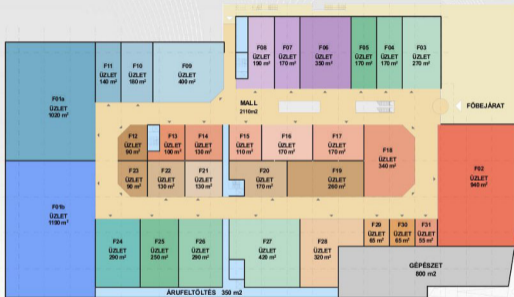 F08
ÜZLET
190 m²
F07
ÜZLET
170 m²
F06
ÜZLET
350 m²
F05
ÜZLET
170 m²
F04
ÜZLET
170 m²
F03
ÜZLET
270 m²
F11
ÜZLET
140 m²
F10
ÜZLET
180 m²
F09
ÜZLET
400 m²
F01a
ÜZLET
1020 m²
MALL
2110m2
FŐBEJÁRAT
F12
ÜZLET
90 m²
F13
ÜZLET
100 m²
F14
ÜZLET
130 m²
F15
ÜZLET
110 m²
F16
ÜZLET
170 m²
F17
ÜZLET
170 m²
F18
ÜZLET
340 m²
F02
ÜZLET
940 m²
F23
ÜZLET
90 m²
F22
ÜZLET
130 m²
F21
ÜZLET
130 m²
F20
ÜZLET
170 m²
F19
ÜZLET
260 m²
F01b
ÜZLET
1190 m²
F24
ÜZLET
290 m²
F25
ÜZLET
250 m²
F26
ÜZLET
290 m²
F27
ÜZLET
420 m²
F28
ÜZLET
320 m²
F29
ÜZLET
65 m²
F30
ÜZLET
65 m²
F31
ÜZLET
55 m²
GÉPÉSZET
800 m²
ÁRUFELTÖLTÉS 350 m2